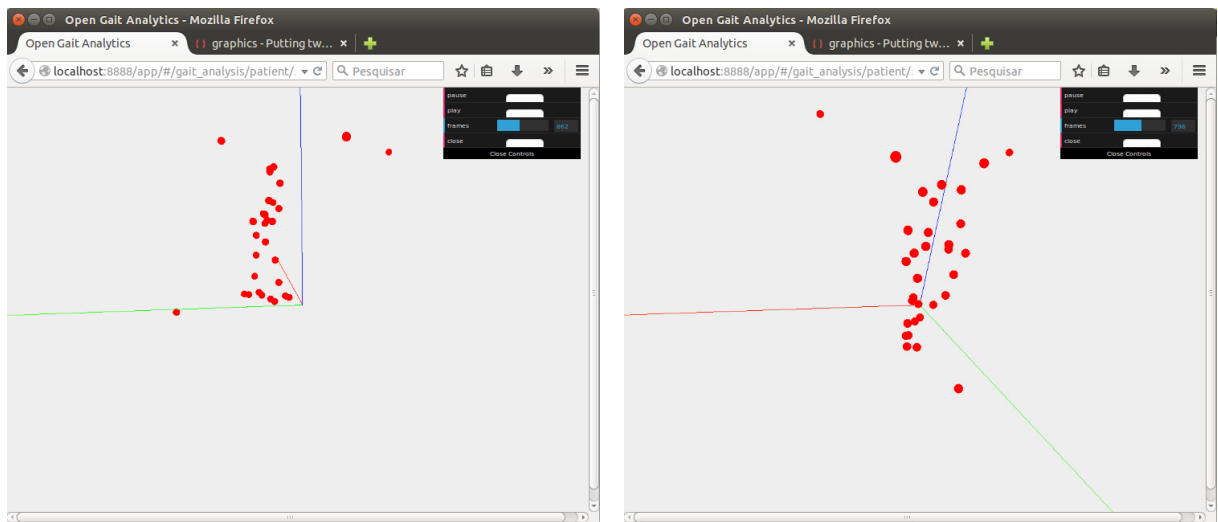 Open Gait Analytics - Mozilla Firefox
Open Gait Analytics × {} graphics - Putting tw… ×
localhost:8888/app/#/gait_analysis/patient/ Pesquisar
pause
play
frames 862
close
Close Controls
Open Gait Analytics - Mozilla Firefox
Open Gait Analytics × {} graphics - Putting tw… ×
localhost:8888/app/#/gait_analysis/patient/ Pesquisar
pause
play
frames 796
close
Close Controls